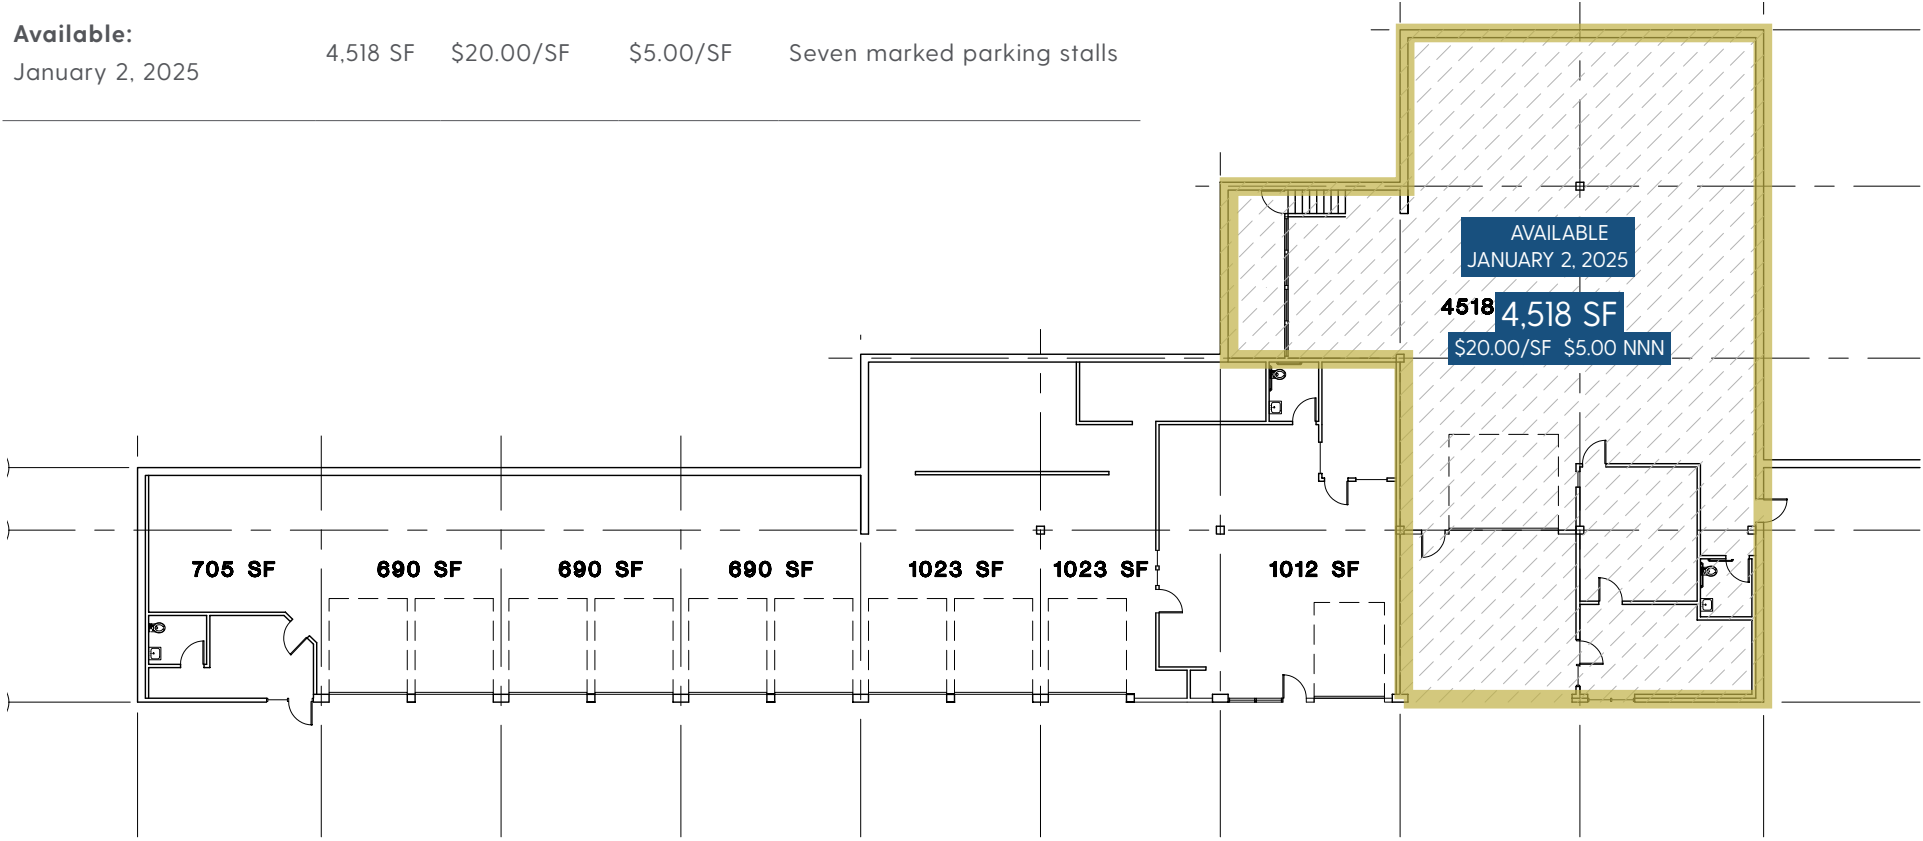 Available:
January 2, 2025
4,518 SF $20.00/SF $5.00/SF Seven marked parking stalls
AVAILABLE
JANUARY 2, 2025
4518 4,518 SF
$20.00/SF $5.00 NNN
705 SF 690 SF 690 SF 690 SF 1023 SF 1023 SF 1012 SF